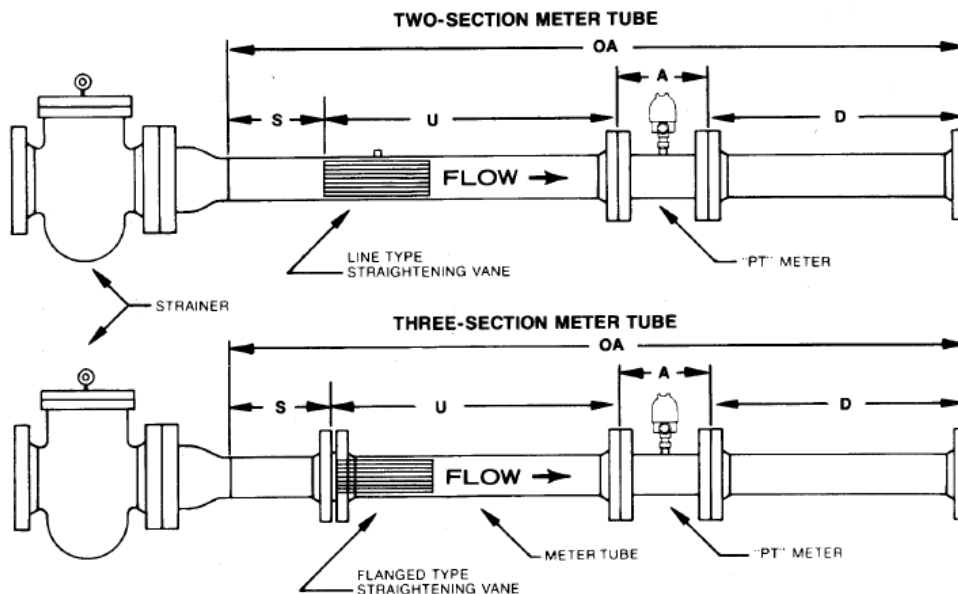 TWO-SECTION METER TUBE
OA
A
S
U
D
FLOW
LINE TYPE
STRAIGHTENING VANE
"PT" METER
STRAINER
THREE-SECTION METER TUBE
OA
A
S
U
D
FLOW
METER TUBE
"PT" METER
FLANGED TYPE
STRAIGHTENING VANE